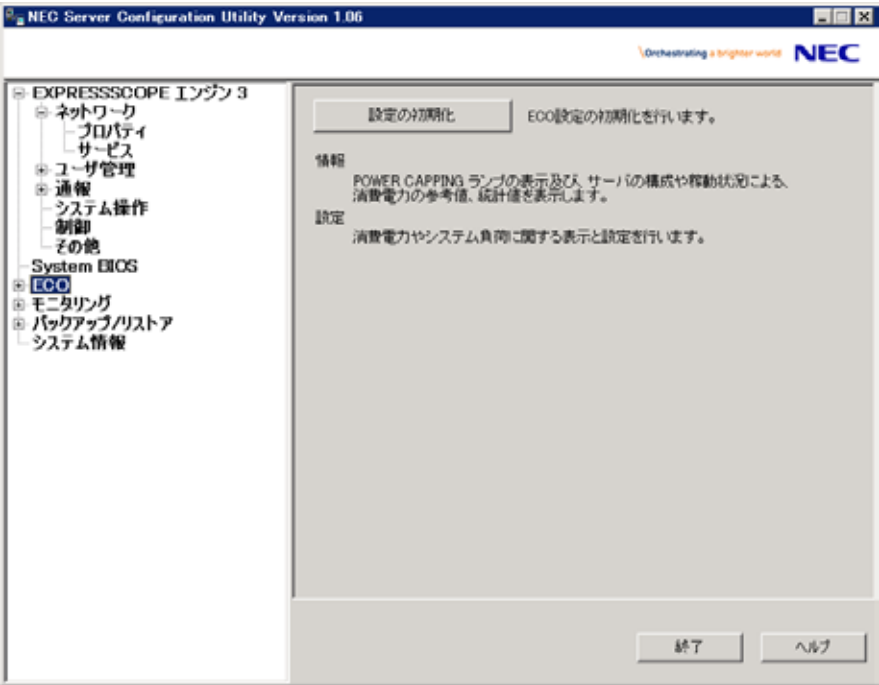 NEC Server Configuration Utility Version 1.06
\Orchestrating a brighter world NEC
EXPRESSSCOPE エンジン 3
ネットワーク
プロパティ
サービス
ユーザ管理
通報
システム操作
制御
その他
System BIOS
ECO
モニタリング
バックアップ/リストア
システム情報
設定の初期化
ECO設定の初期化を行います。
情報
POWER CAPPING ランプの表示及び、サーバの構成や稼動状況による、
消費電力の参考値、統計値を表示します。
設定
消費電力やシステム負荷に関する表示と設定を行います。
終了
ヘルプ